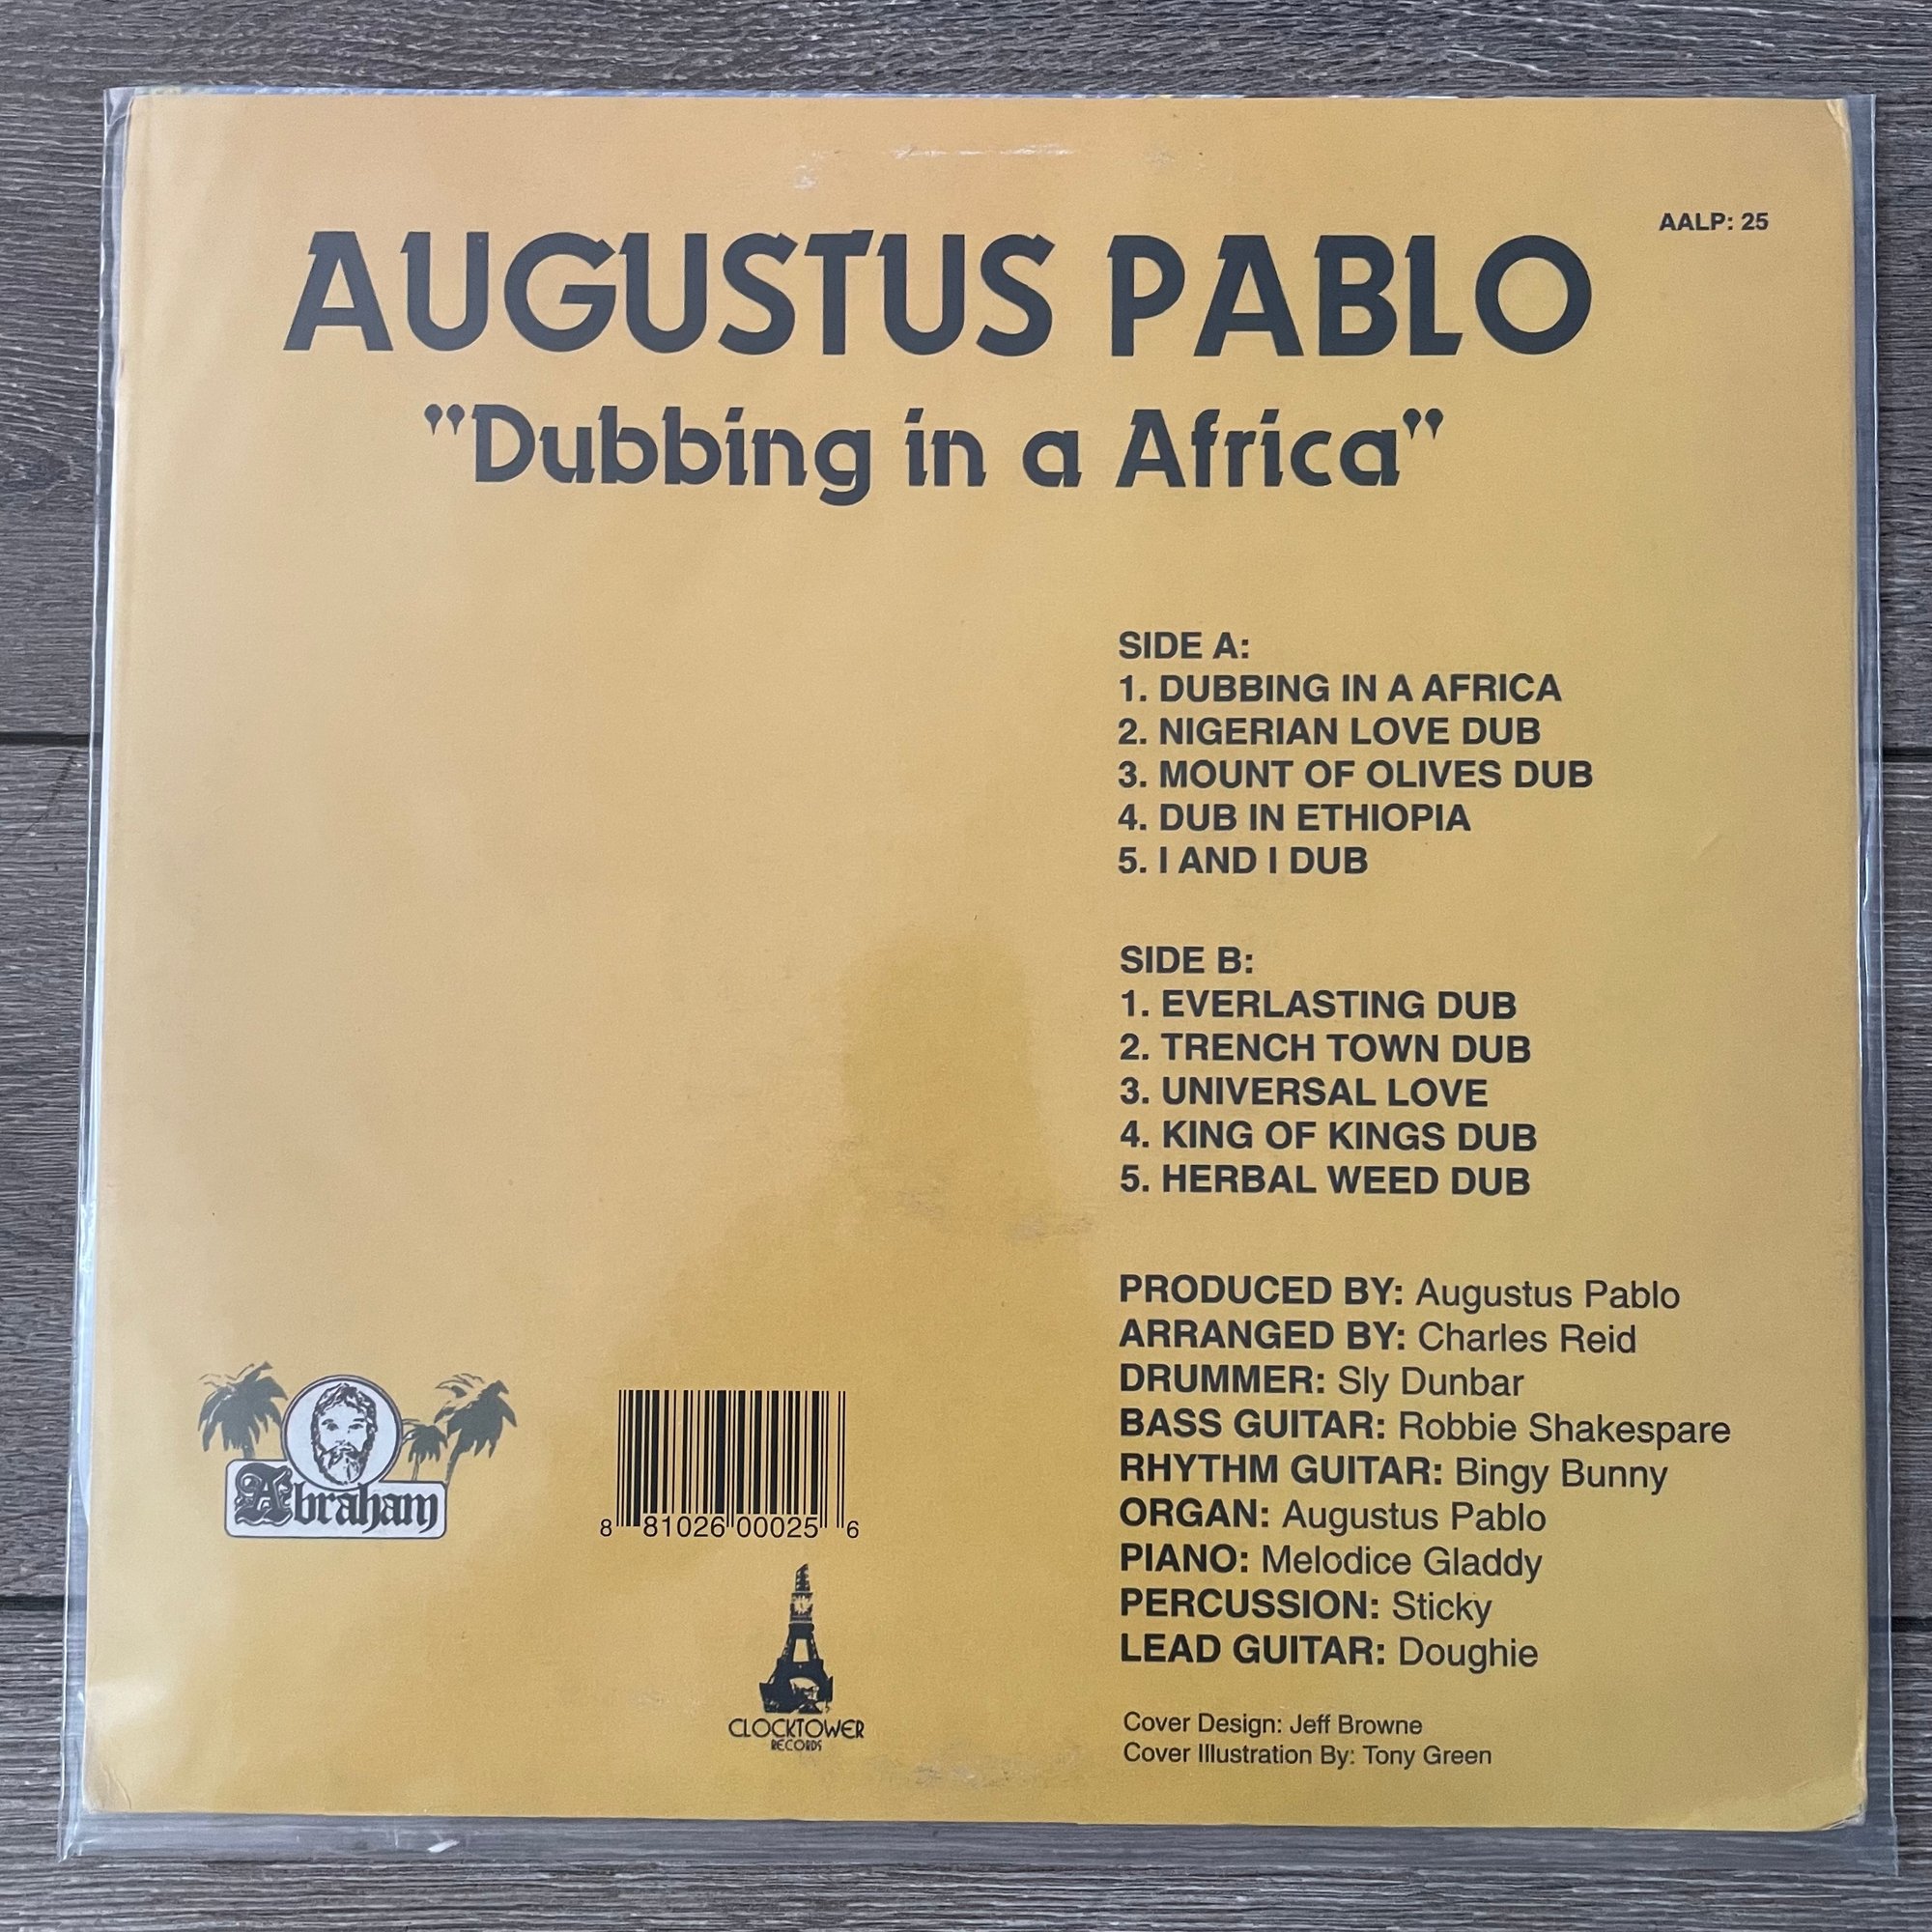 AALP: 25
AUGUSTUS PABLO
"Dubbing in a Africa"
SIDE A:
1. DUBBING IN A AFRICA
2. NIGERIAN LOVE DUB
3. MOUNT OF OLIVES DUB
4. DUB IN ETHIOPIA
5. I AND I DUB
SIDE B:
1. EVERLASTING DUB
2. TRENCH TOWN DUB
3. UNIVERSAL LOVE
4. KING OF KINGS DUB
5. HERBAL WEED DUB
PRODUCED BY: Augustus Pablo
ARRANGED BY: Charles Reid
DRUMMER: Sly Dunbar
BASS GUITAR: Robbie Shakespare
RHYTHM GUITAR: Bingy Bunny
ORGAN: Augustus Pablo
PIANO: Melodice Gladdy
PERCUSSION: Sticky
LEAD GUITAR: Doughie
Cover Design: Jeff Browne
Cover Illustration By: Tony Green
Abraham
8 81026 00025 6
CLOCKTOWER
RECORDS